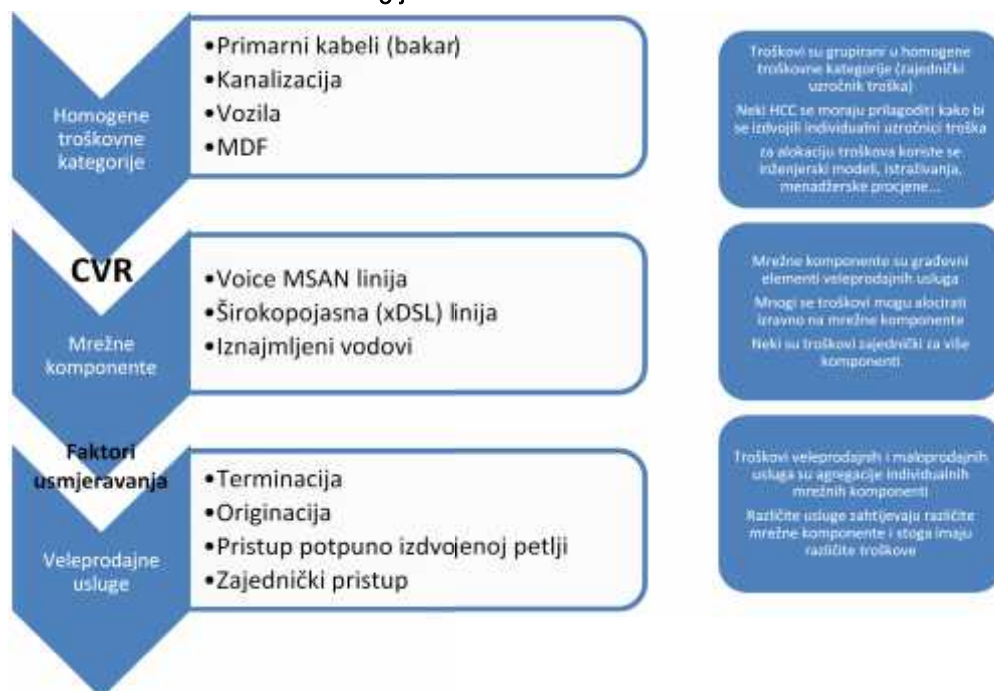 Homogene
troškovne
kategorije
•Primarni kabeli (bakar)
•Kanalizacija
•Vozila
•MDF
Troškovi su grupirani u homogene
troškovne kategorije (zajednički
uzročnik troška)
Neki HCC se moraju prilagoditi kako bi
se izdvojili individualni uzročnici troška
za alokaciju troškova koriste se
inženjerski modeli, istraživanja,
menadžerske procjene...
CVR
Mrežne
komponente
•Voice MSAN linija
•Širokopojasna (xDSL) linija
•Iznajmljeni vodovi
Mrežne komponente su građevni
elementi veleprodajnih usluga
Mnogi se troškovi mogu alocirati
izravno na mrežne komponente
Neki su troškovi zajednički za više
komponenti
Faktori
usmjeravanja
Veleprodajne
usluge
•Terminacija
•Originacija
•Pristup potpuno izdvojenoj petlji
•Zajednički pristup
Troškovi veleprodajnih i maloprodajnih
usluga su agregacije individualnih
mrežnih komponenti
Različite usluge zahtijevaju različite
mrežne komponente i stoga imaju
različite troškove